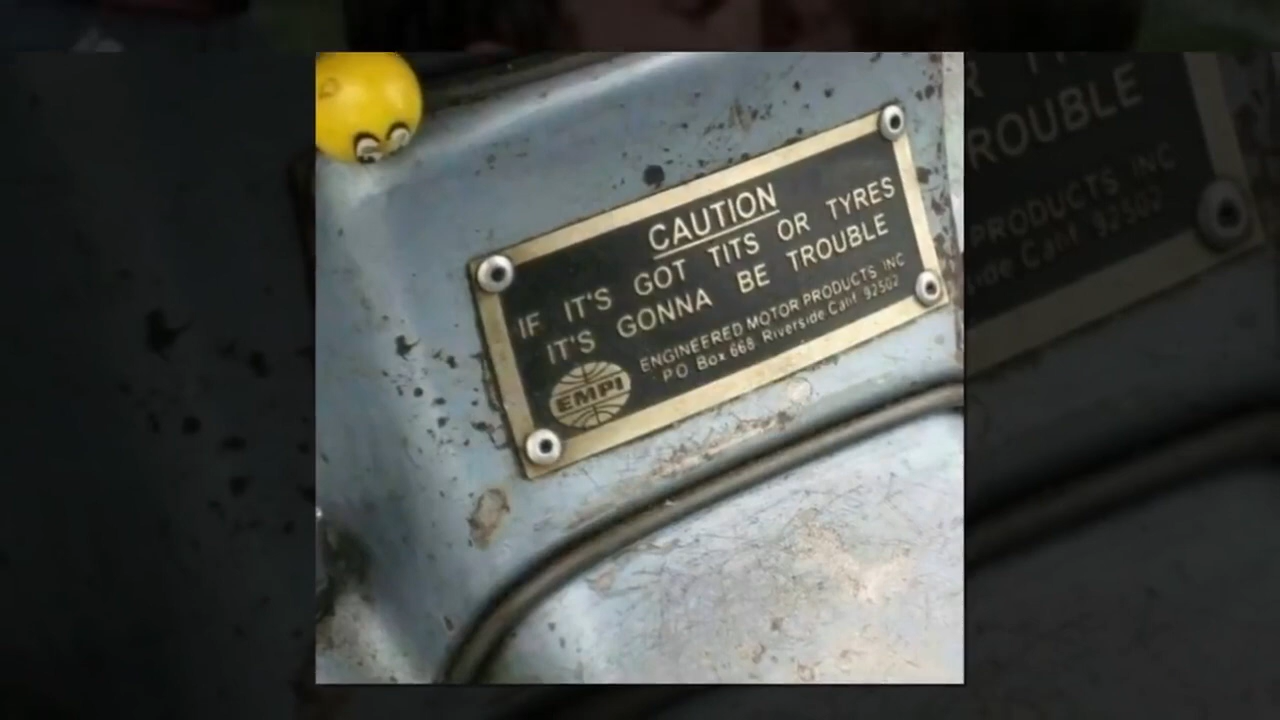 CAUTION
IF IT'S GOT TITS OR TYRES
IT'S GONNA BE TROUBLE
EMPI
ENGINEERED MOTOR PRODUCTS INC
PO Box 668 Riverside Calif. 92502